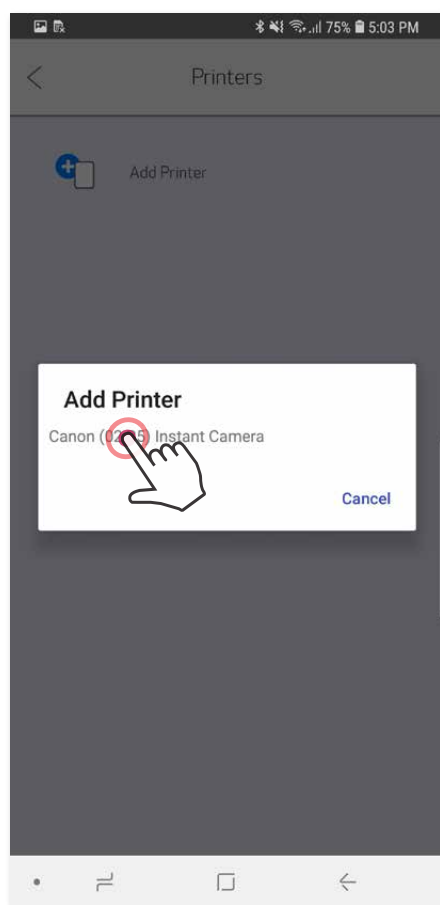 75% 5:03 PM
Printers
Add Printer
Add Printer
Canon ( Instant Camera
Cancel